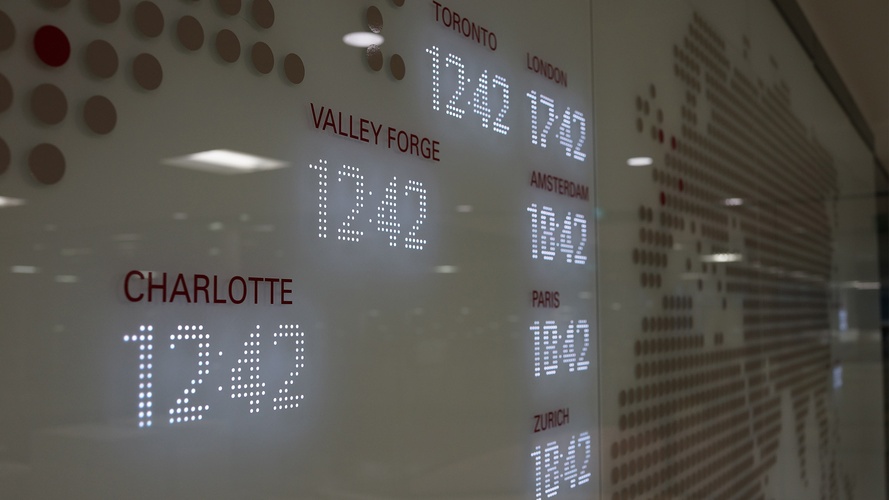 TORONTO
12:42
LONDON
17:42
VALLEY FORGE
12:42
AMSTERDAM
18:42
CHARLOTTE
12:42
PARIS
18:42
ZURICH
18:42